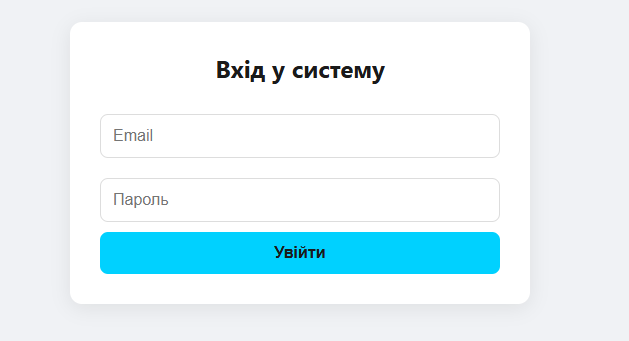 Вхід у систему
Email
Пароль
Увійти